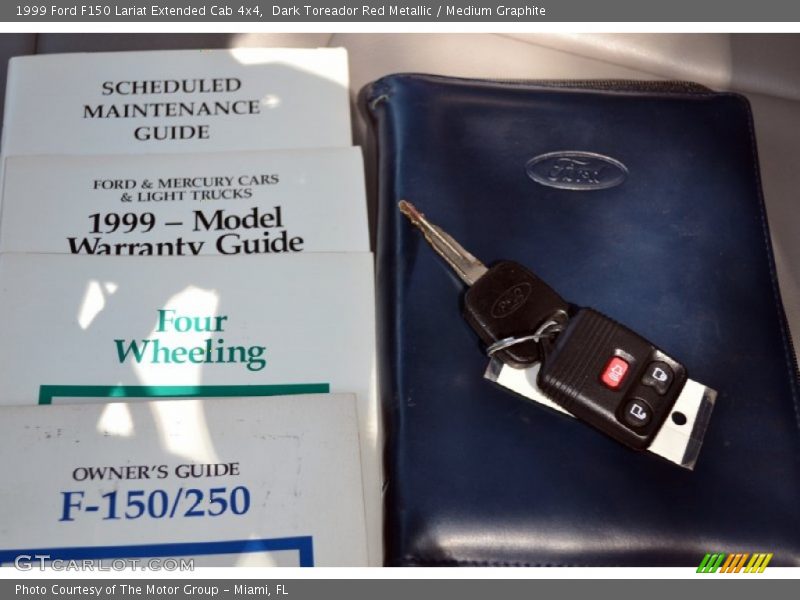 1999 Ford F150 Lariat Extended Cab 4x4,  Dark Toreador Red Metallic / Medium Graphite
SCHEDULED
MAINTENANCE
GUIDE
FORD & MERCURY CARS
& LIGHT TRUCKS
1999 – Model
Warranty Guide
Four
Wheeling
OWNER'S GUIDE
F-150/250
Ford
Ford
GTCARLOT.COM
Photo Courtesy of The Motor Group – Miami, FL